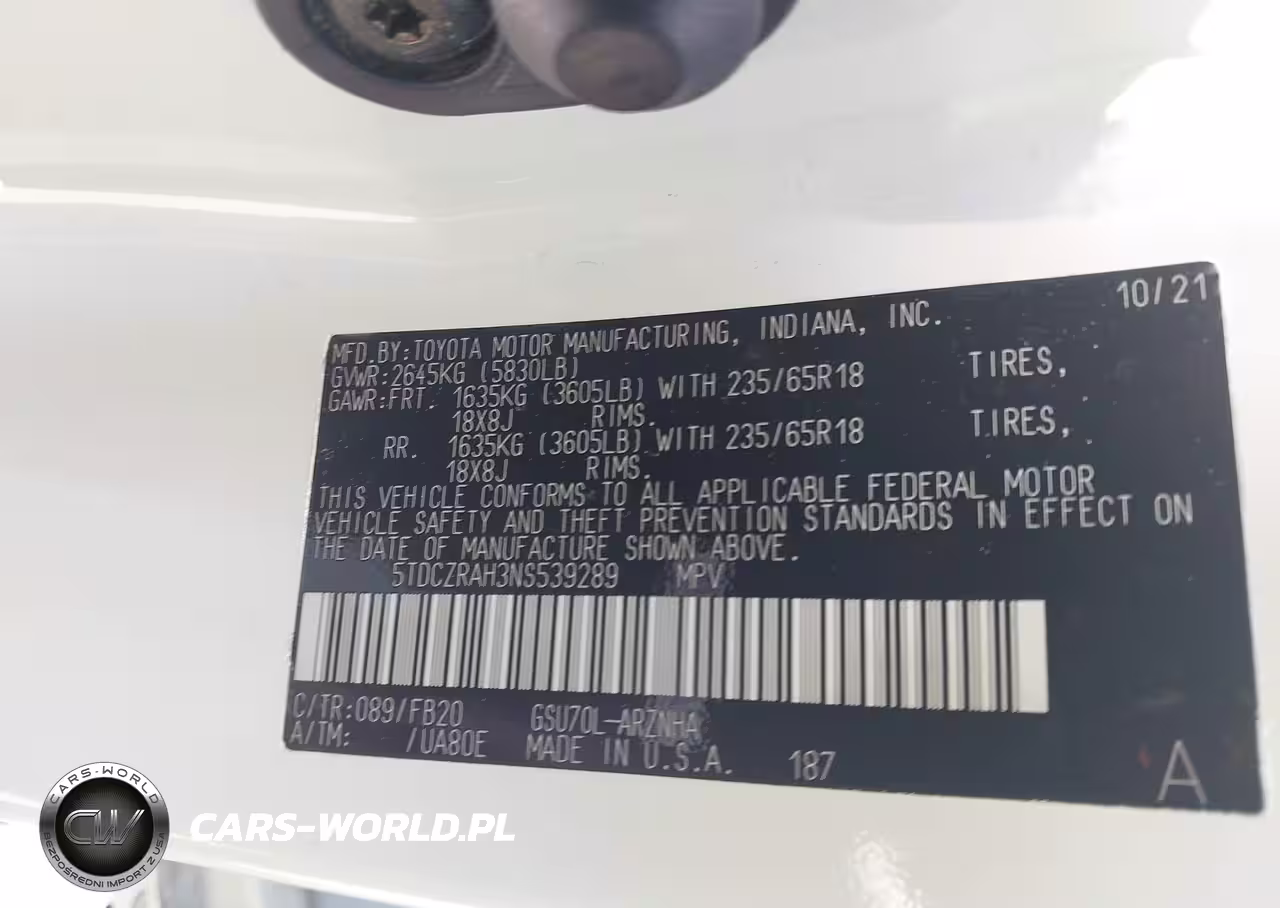 10/21
MFD.BY:TOYOTA MOTOR MANUFACTURING, INDIANA, INC.
GVWR:2645KG (5830LB)
GAWR:FRT. 1635KG (3605LB) WITH 235/65R18 TIRES,
18X8J RIMS.
RR. 1635KG (3605LB) WITH 235/65R18 TIRES,
18X8J RIMS.
THIS VEHICLE CONFORMS TO ALL APPLICABLE FEDERAL MOTOR
VEHICLE SAFETY AND THEFT PREVENTION STANDARDS IN EFFECT ON
THE DATE OF MANUFACTURE SHOWN ABOVE.
5TDCZRAH3NS539289 MPV
C/TR:089/FB20 GSU70L-ARZNHA
A/TM: /UA80E MADE IN U.S.A. 187 A
CARS-WORLD
CW
BEZPOŚREDNI IMPORT Z USA
CARS-WORLD.PL